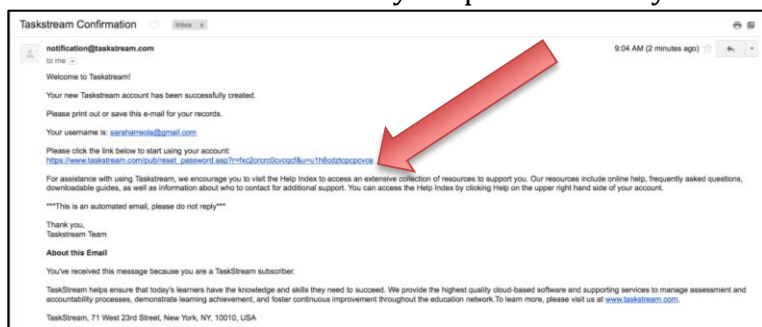 Taskstream Confirmation Inbox x
notification@taskstream.com 9:04 AM (2 minutes ago)
to me
Welcome to Taskstream!
Your new Taskstream account has been successfully created.
Please print out or save this e-mail for your records.
Your username is: saraharreola@gmail.com
Please click the link below to start using your account:
For assistance with using Taskstream, we encourage you to visit the Help Index to access an extensive collection of resources to support you. Our resources include online help, frequently asked questions,
downloadable guides, as well as information about who to contact for additional support. You can access the Help Index by clicking Help on the upper right hand side of your account.
***This is an automated email, please do not reply***
Thank you,
Taskstream Team
About this Email
You've received this message because you are a TaskStream subscriber.
TaskStream helps ensure that today's learners have the knowledge and skills they need to succeed. We provide the highest quality cloud-based software and supporting services to manage assessment and
accountability processes, demonstrate learning achievement, and foster continuous improvement throughout the education network.To learn more, please visit us at www.taskstream.com.
TaskStream, 71 West 23rd Street, New York, NY, 10010, USA